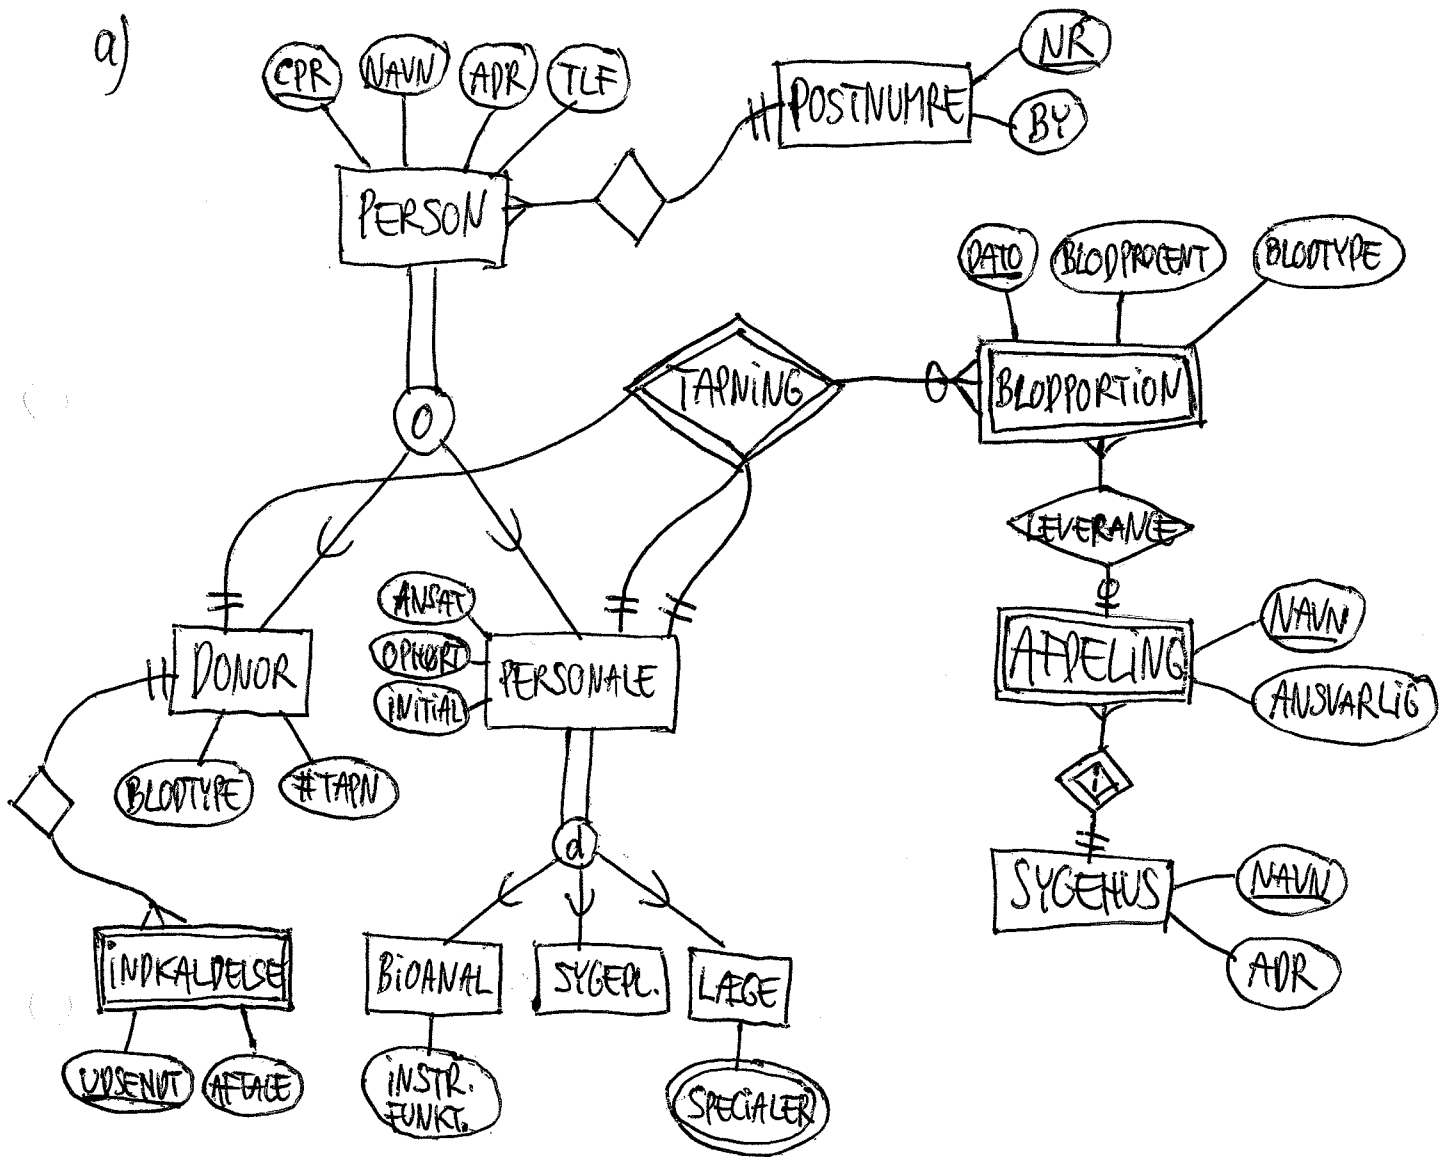 a)
CPR
NAVN
ADR
TLF
NR
POSTNUMRE
BY
PERSON
DATO
BLODPROCENT
BLODTYPE
TAPNING
BLODPORTION
O
LEVERANCE
ANSAT
NAVN
OPHØRT
PERSONALE
AFDELING
DONOR
INITIAL
ANSVARLIG
BLODTYPE
#TAPN
i
d
SYGEHUS
NAVN
ADR
INDKALDELSE
BIOANAL
SYGEPL.
LÆGE
UDSENDT
AFTALE
INSTR.
FUNKT.
SPECIALER